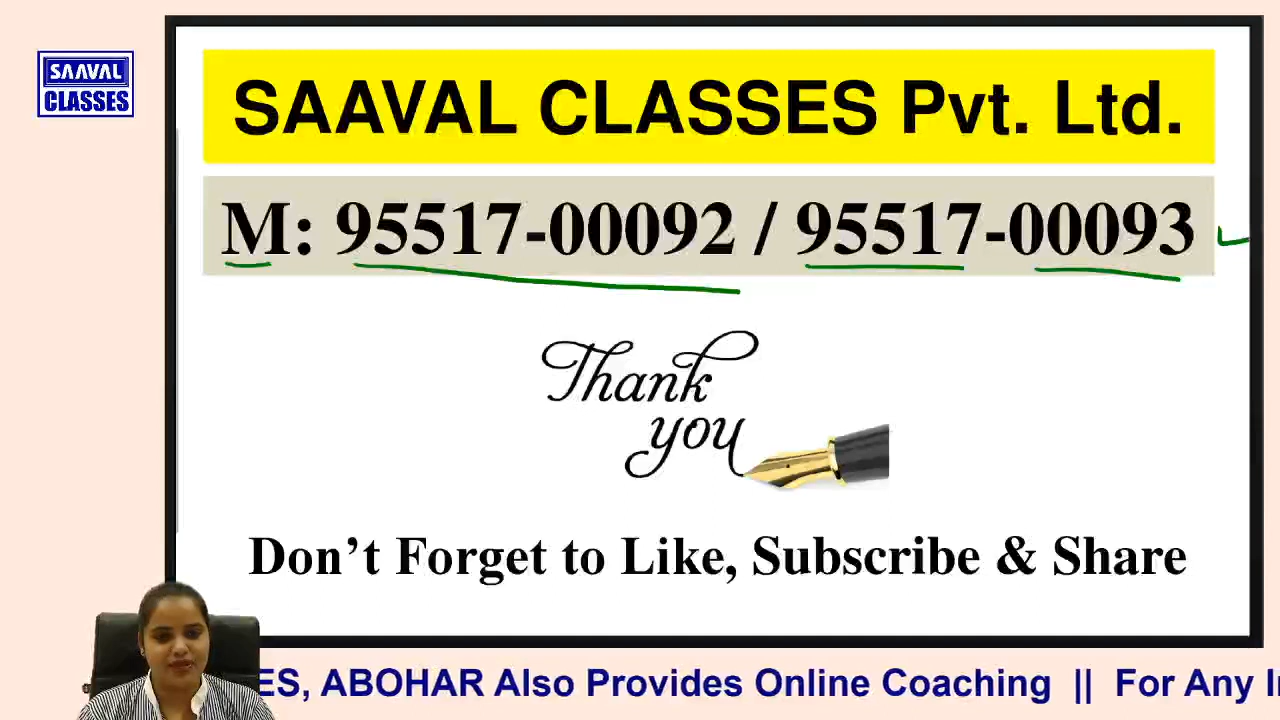 SAAVAL
CLASSES
SAAVAL CLASSES Pvt. Ltd.
M: 95517-00092 / 95517-00093
Thank
you
Don’t Forget to Like, Subscribe & Share
ES, ABOHAR Also Provides Online Coaching || For Any